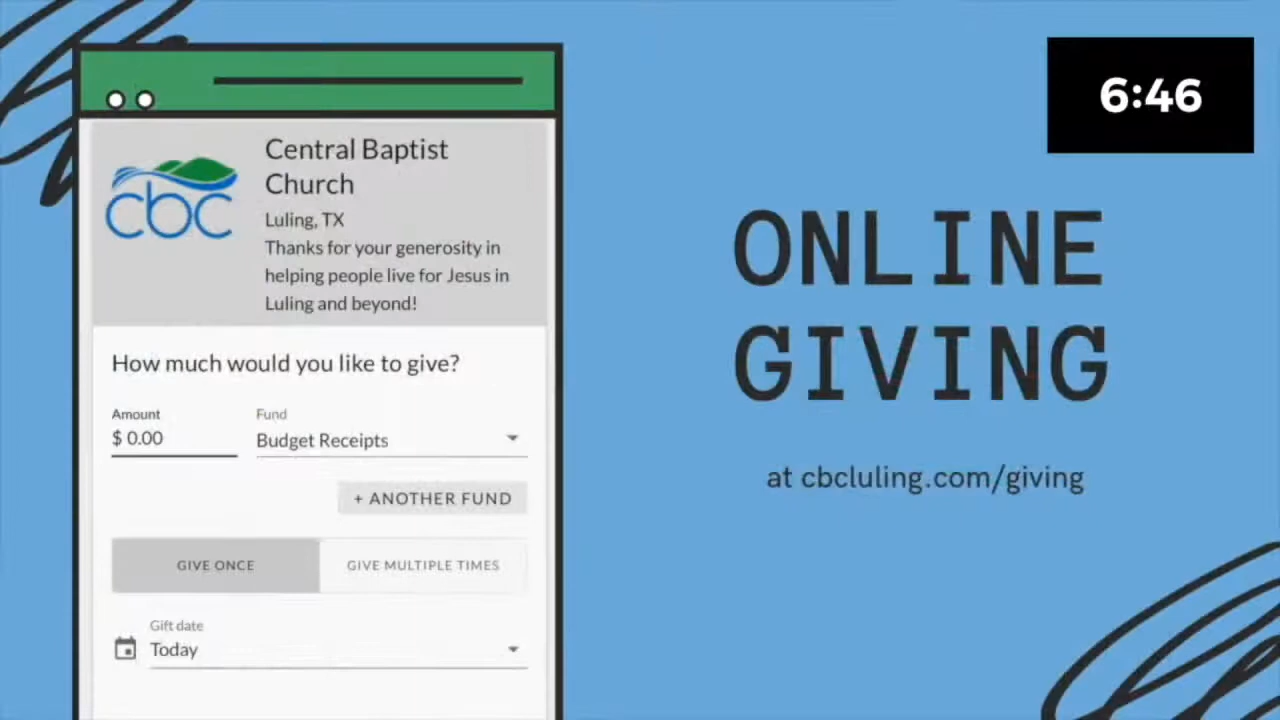 6:46
cbc
Central Baptist
Church
Luling, TX
Thanks for your generosity in
helping people live for Jesus in
Luling and beyond!
How much would you like to give?
Amount
$ 0.00
Fund
Budget Receipts
+ ANOTHER FUND
GIVE ONCE
GIVE MULTIPLE TIMES
Gift date
Today
ONLINE
GIVING
at cbcluling.com/giving